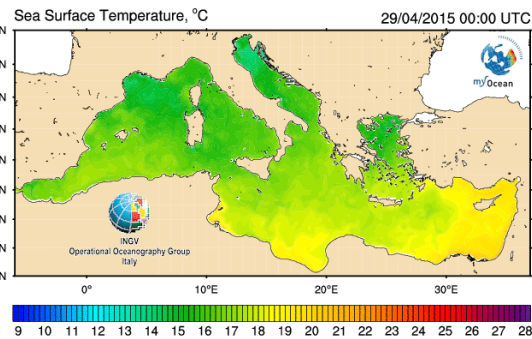 Sea Surface Temperature, °C
29/04/2015 00:00 UTC
N
myOcean
N
N
N
N
N
INGV
Operational Oceanography Group
Italy
N
N
0° 10°E 20°E 30°E
9 10 11 12 13 14 15 16 17 18 19 20 21 22 23 24 25 26 27 28